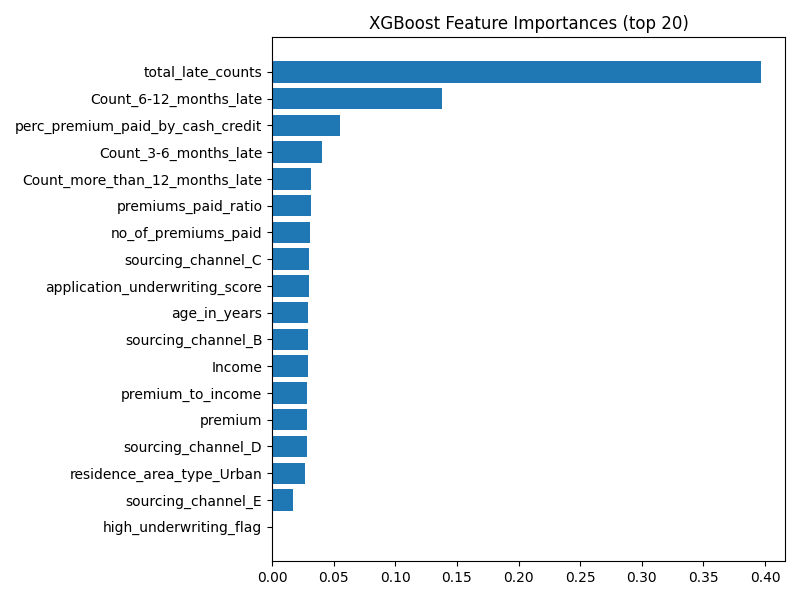 XGBoost Feature Importances (top 20)
total_late_counts
Count_6-12_months_late
perc_premium_paid_by_cash_credit
Count_3-6_months_late
Count_more_than_12_months_late
premiums_paid_ratio
no_of_premiums_paid
sourcing_channel_C
application_underwriting_score
age_in_years
sourcing_channel_B
Income
premium_to_income
premium
sourcing_channel_D
residence_area_type_Urban
sourcing_channel_E
high_underwriting_flag
0.00 0.05 0.10 0.15 0.20 0.25 0.30 0.35 0.40